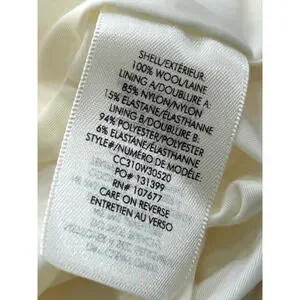 SHELL/EXTÉRIEUR:
100% WOOL/LAINE
LINING A/DOUBLURE A:
85% NYLON/NYLON
15% ELASTANE/ÉLASTHANNE
LINING B/DOUBLURE B:
94% POLYESTER/POLYESTER
6% ELASTANE/ÉLASTHANNE
STYLE#/NUMÉRO DE MODÈLE:
CC310W30520
PO# 131399
RN# 107677
CARE ON REVERSE
ENTRETIEN AU VERSO